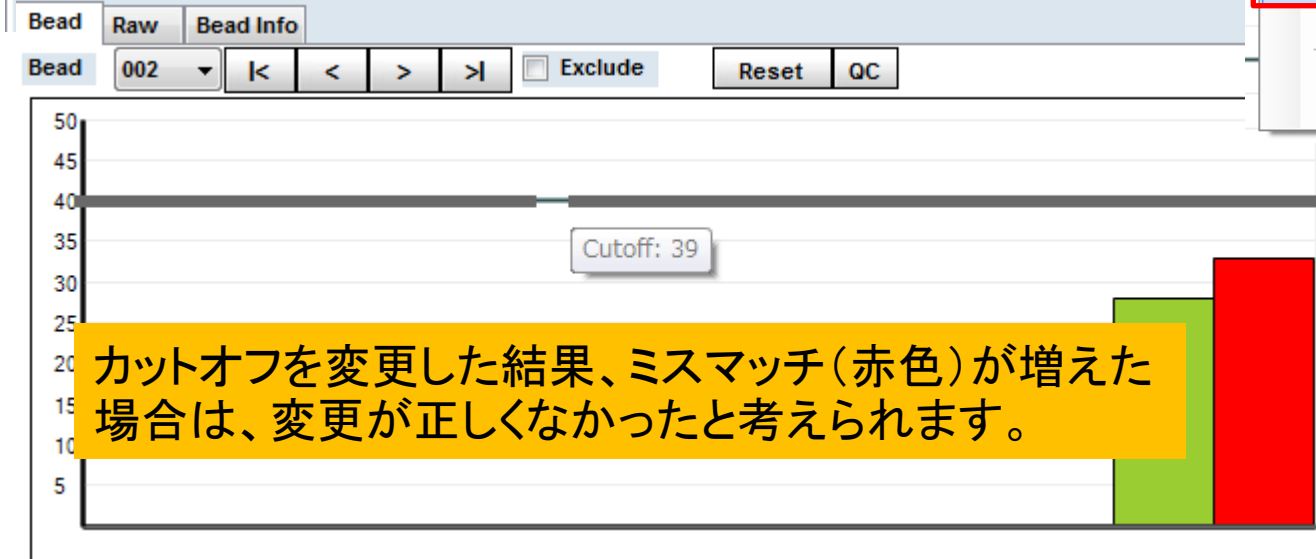 Bead Raw Bead Info
Bead 002 |< < > >| Exclude Reset QC
50
45
40
35
Cutoff: 39
30
25
20
15
10
5
カットオフを変更した結果、ミスマッチ(赤色)が増えた
場合は、変更が正しくなかったと考えられます。